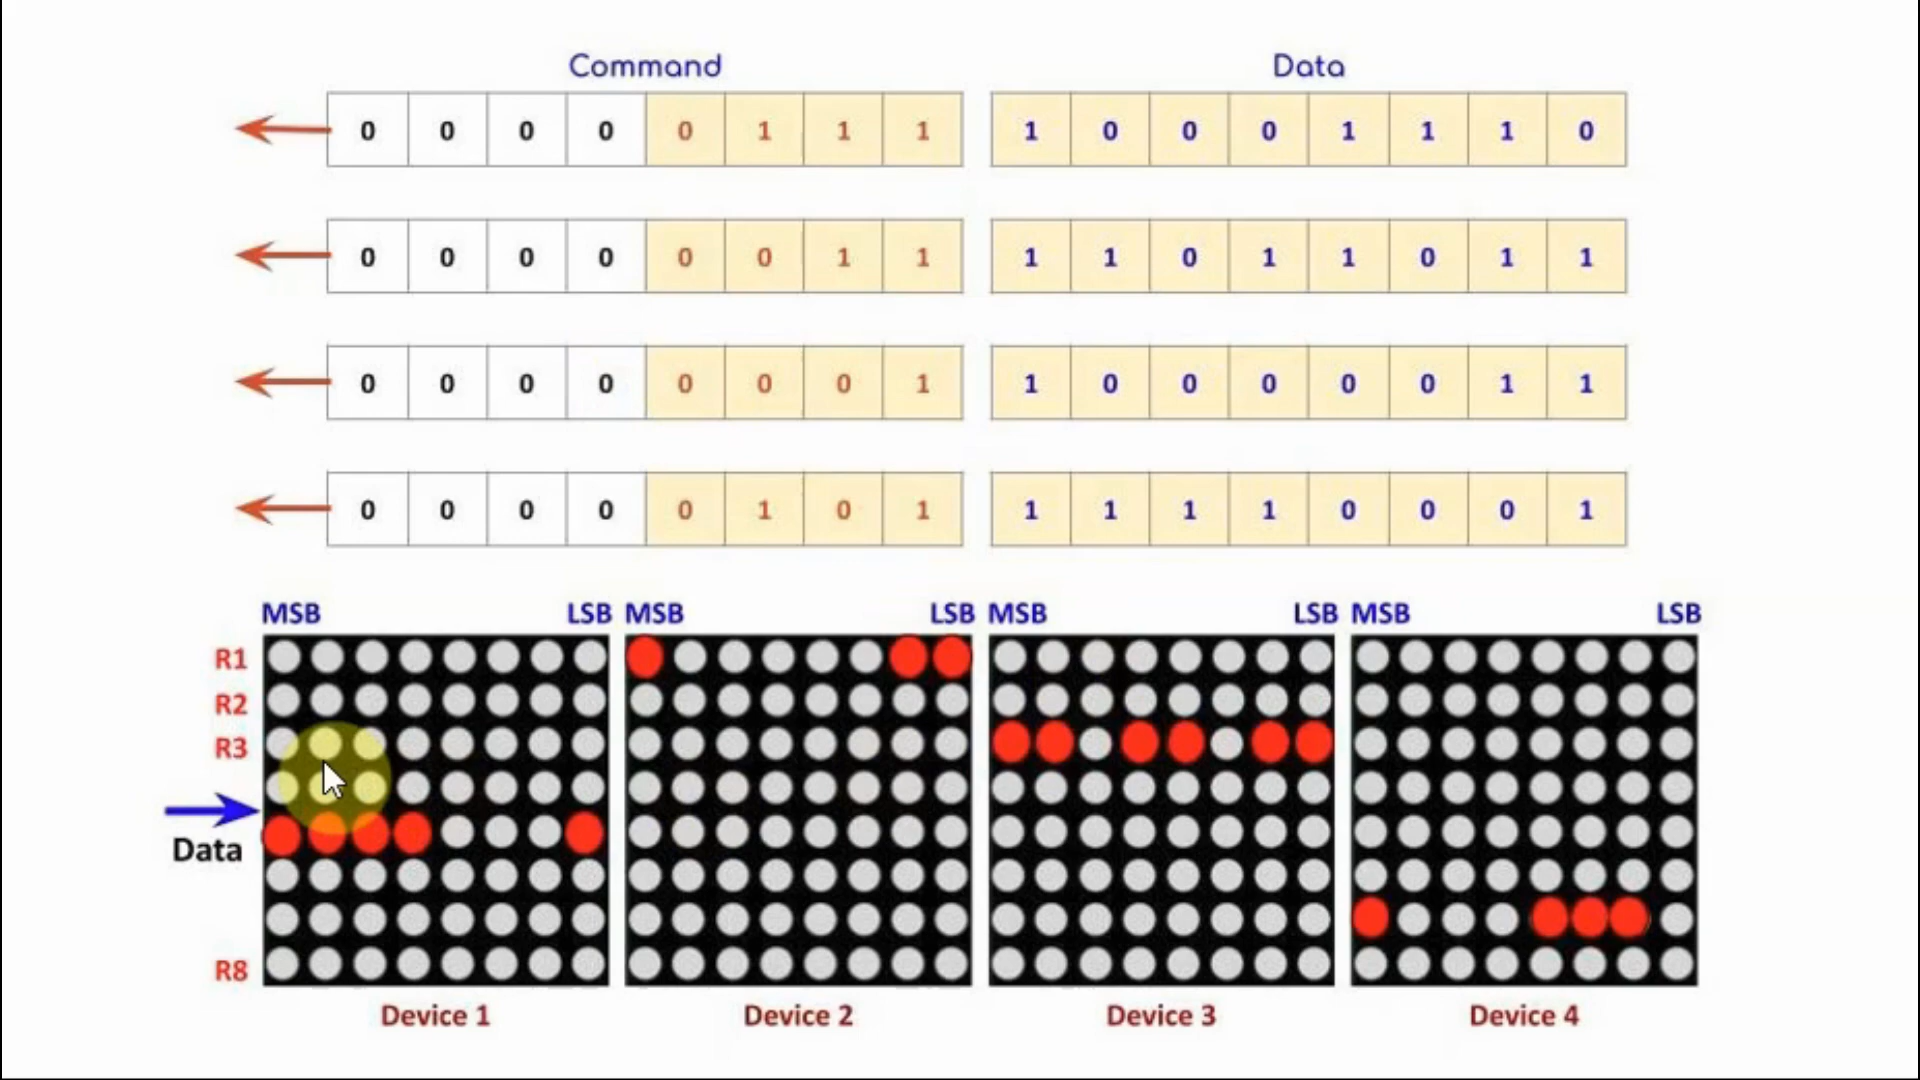 Command Data
0 0 0 0 0 1 1 1 1 0 0 0 1 1 1 0
0 0 0 0 0 0 1 1 1 1 0 1 1 0 1 1
0 0 0 0 0 0 0 1 1 0 0 0 0 0 1 1
0 0 0 0 0 1 0 1 1 1 1 1 0 0 0 1
MSB LSB MSB LSB MSB LSB MSB LSB
R1
R2
R3
Data
R8
Device 1 Device 2 Device 3 Device 4